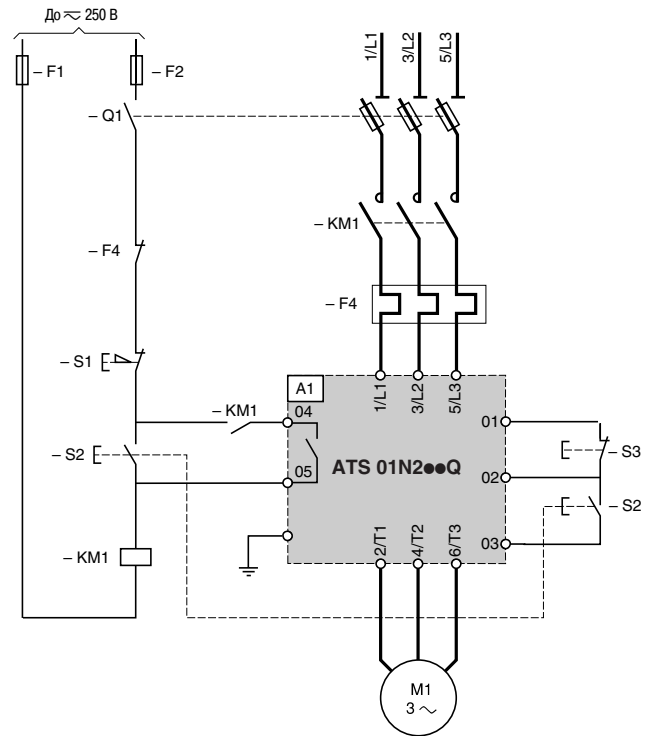 До ⏦ 250 В
– F1
– F2
– Q1
1/L1
3/L2
5/L3
– KM1
– F4
– F4
– S1
A1
– KM1
04
1/L1
3/L2
5/L3
01
– S3
– S2
05
ATS 01N2●●Q
02
– S2
– KM1
2/T1
4/T2
6/T3
03
M1
3 ∼